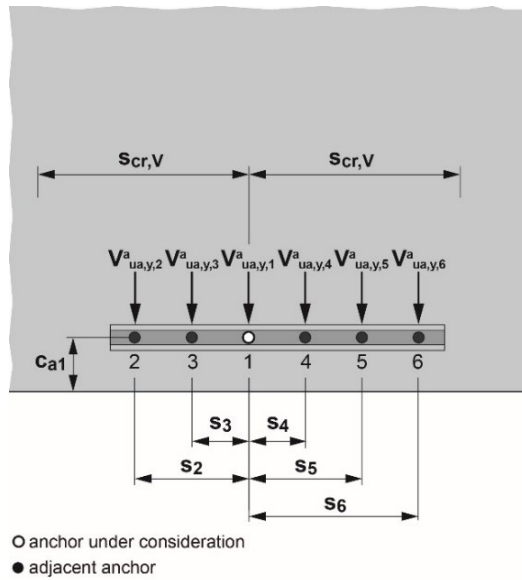 scr,V scr,V
Vᵃua,y,2 Vᵃua,y,3 Vᵃua,y,1 Vᵃua,y,4 Vᵃua,y,5 Vᵃua,y,6
ca1
2 3 1 4 5 6
s3 s4
s2 s5
s6
anchor under consideration
adjacent anchor